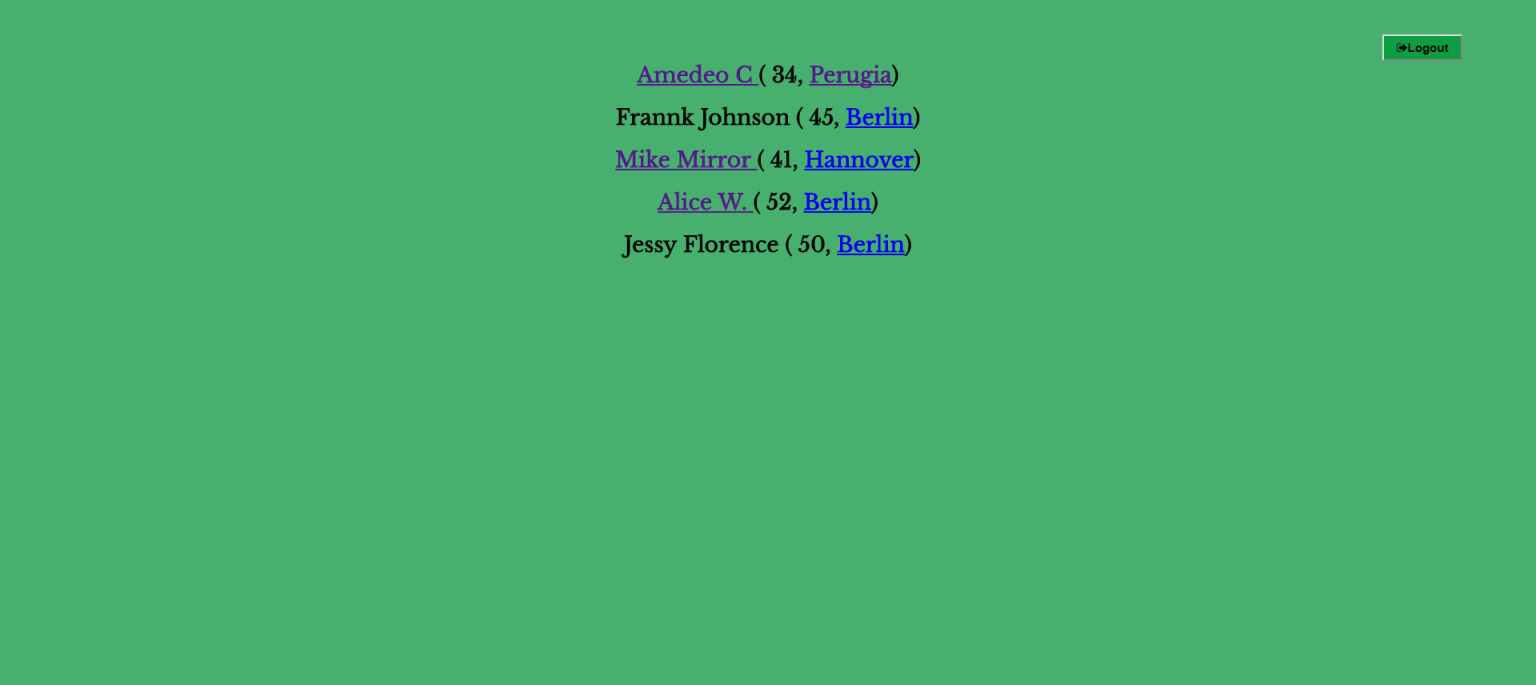 Logout
Amedeo C ( 34, Perugia)
Frannk Johnson ( 45, Berlin)
Mike Mirror ( 41, Hannover)
Alice W. ( 52, Berlin)
Jessy Florence ( 50, Berlin)